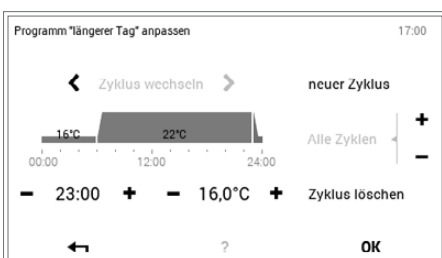 Programm "längerer Tag" anpassen 17:00
Zyklus wechseln neuer Zyklus
16°C 22°C
Alle Zyklen
00:00 12:00 24:00
23:00 16,0°C Zyklus löschen
? OK